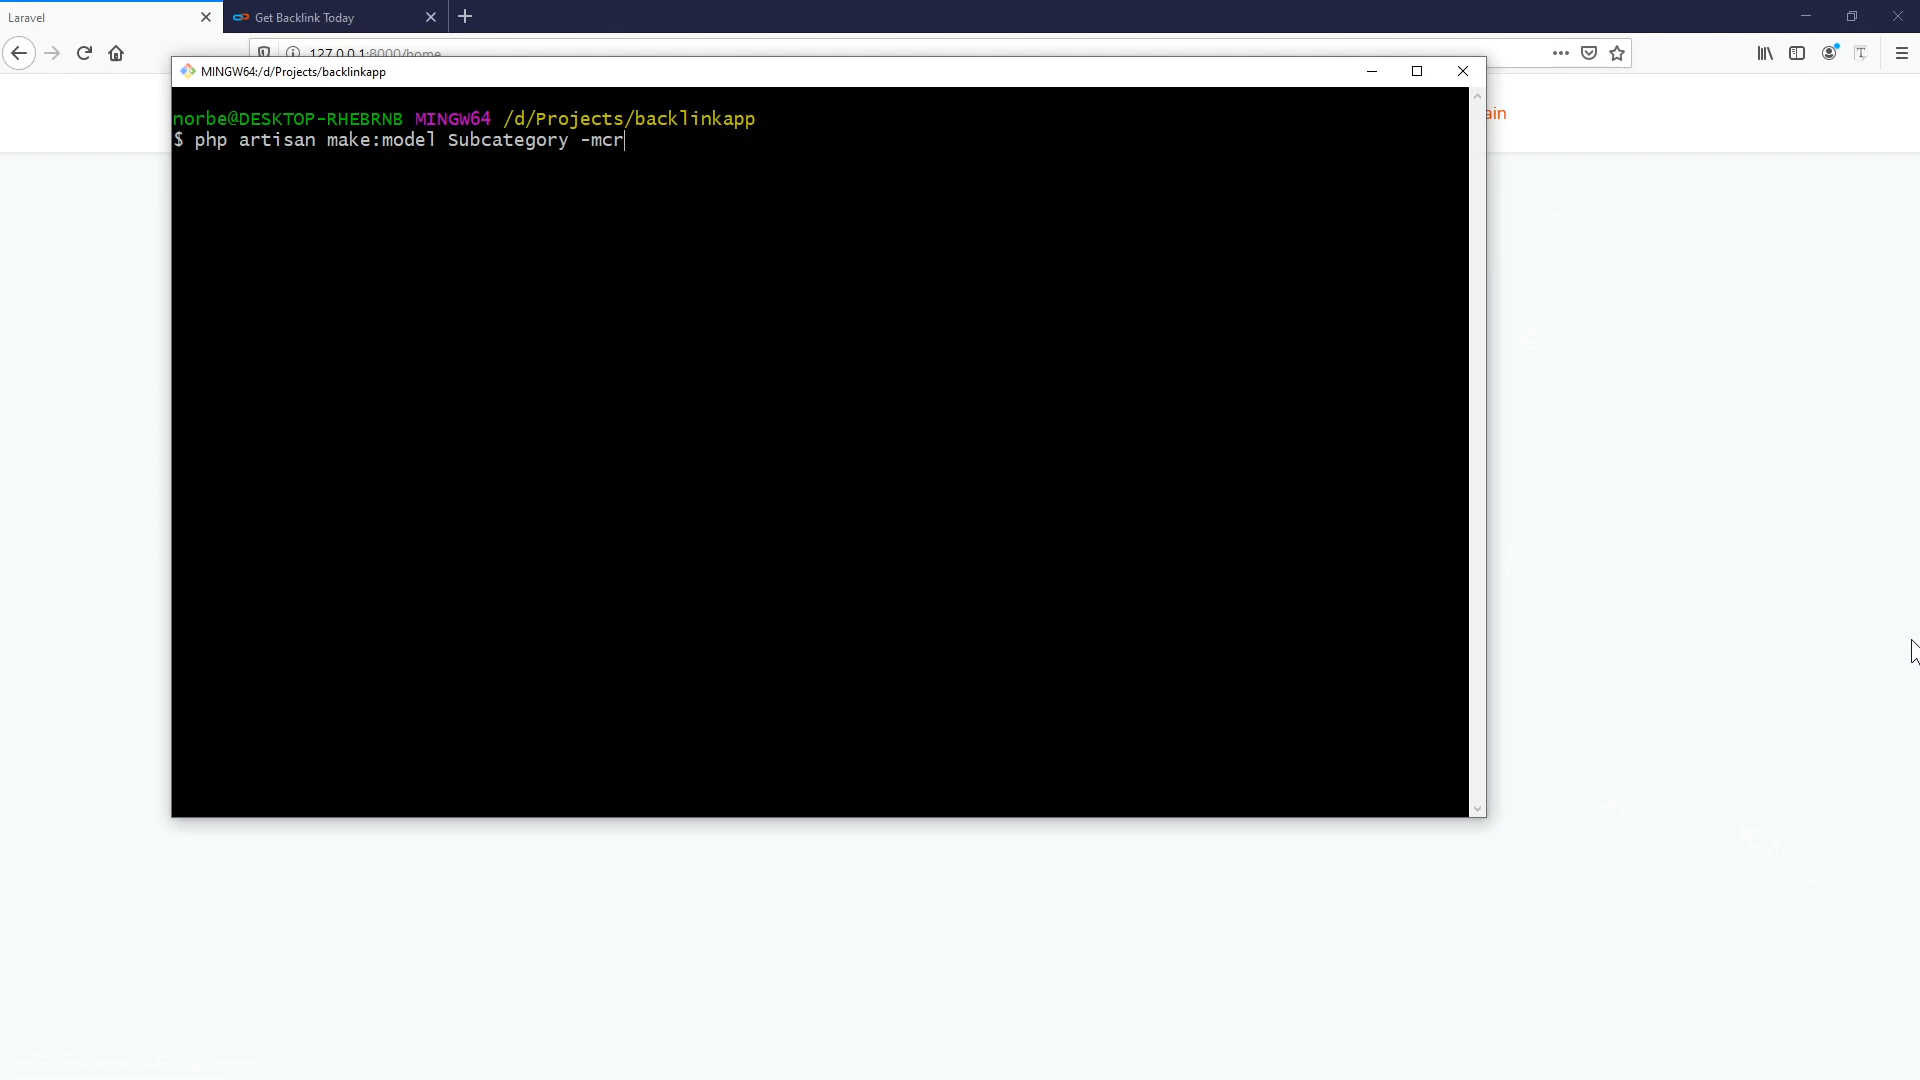 Laravel
Get Backlink Today
127.0.0.1:8000/home
MINGW64:/d/Projects/backlinkapp
norbe@DESKTOP-RHEBRNB MINGW64 /d/Projects/backlinkapp
$ php artisan make:model Subcategory -mcr
ain